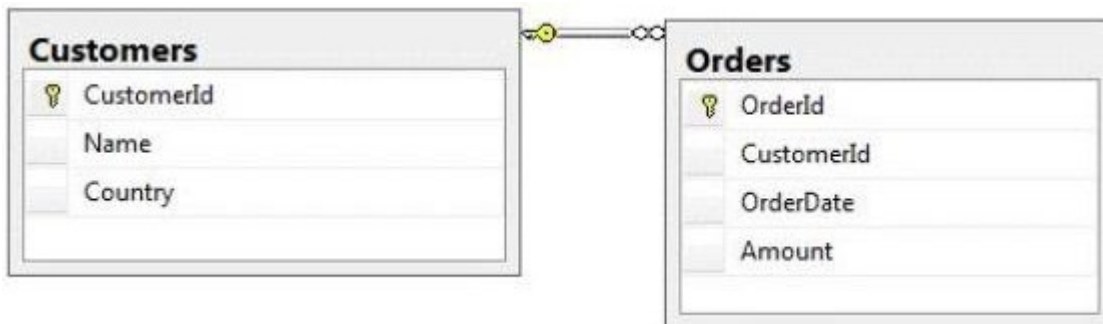 Customers
CustomerId
Name
Country
Orders
OrderId
CustomerId
OrderDate
Amount